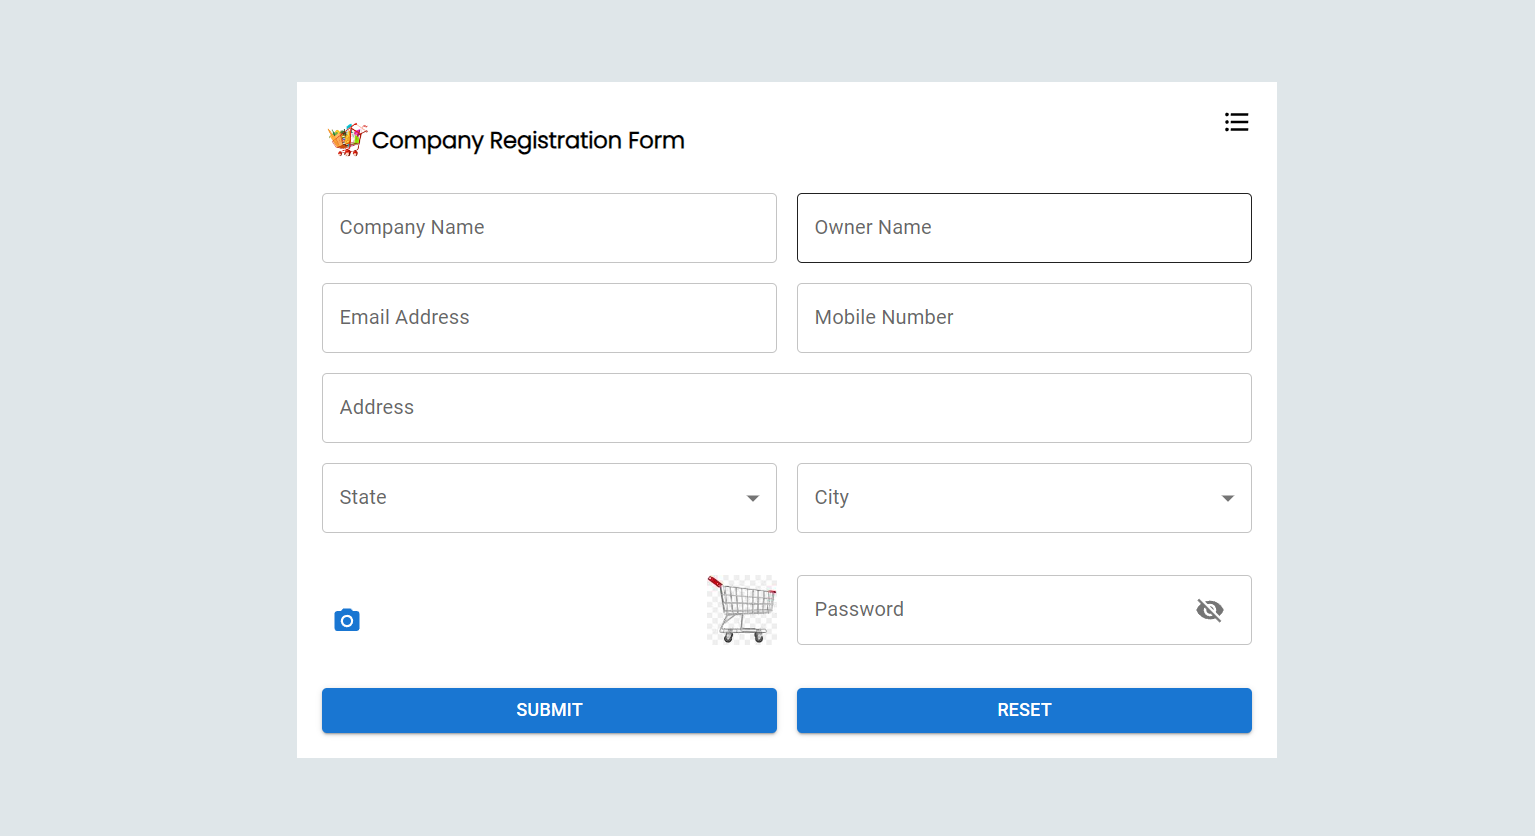 Company Registration Form
Company Name
Owner Name
Email Address
Mobile Number
Address
State
City
Password
SUBMIT
RESET